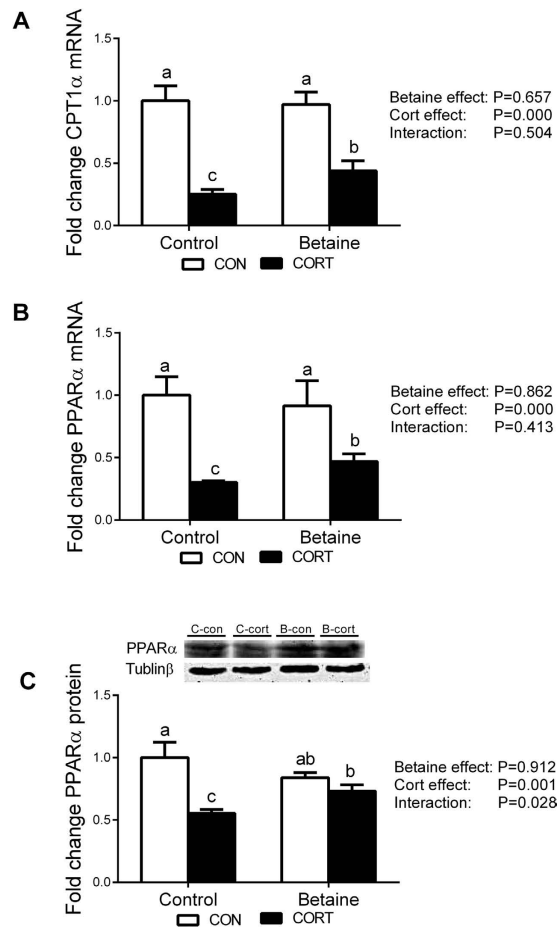 A
Fold change CPT1α mRNA
1.5
1.0
0.5
0.0
a
c
a
b
Control
Betaine
CON
CORT
Betaine effect: P=0.657
Cort effect: P=0.000
Interaction: P=0.504
B
Fold change PPARα mRNA
1.5
1.0
0.5
0.0
a
c
a
b
Control
Betaine
CON
CORT
Betaine effect: P=0.862
Cort effect: P=0.000
Interaction: P=0.413
C-con C-cort B-con B-cort
PPARα
Tublinβ
C
Fold change PPARα protein
1.5
1.0
0.5
0.0
a
c
ab
b
Control
Betaine
CON
CORT
Betaine effect: P=0.912
Cort effect: P=0.001
Interaction: P=0.028